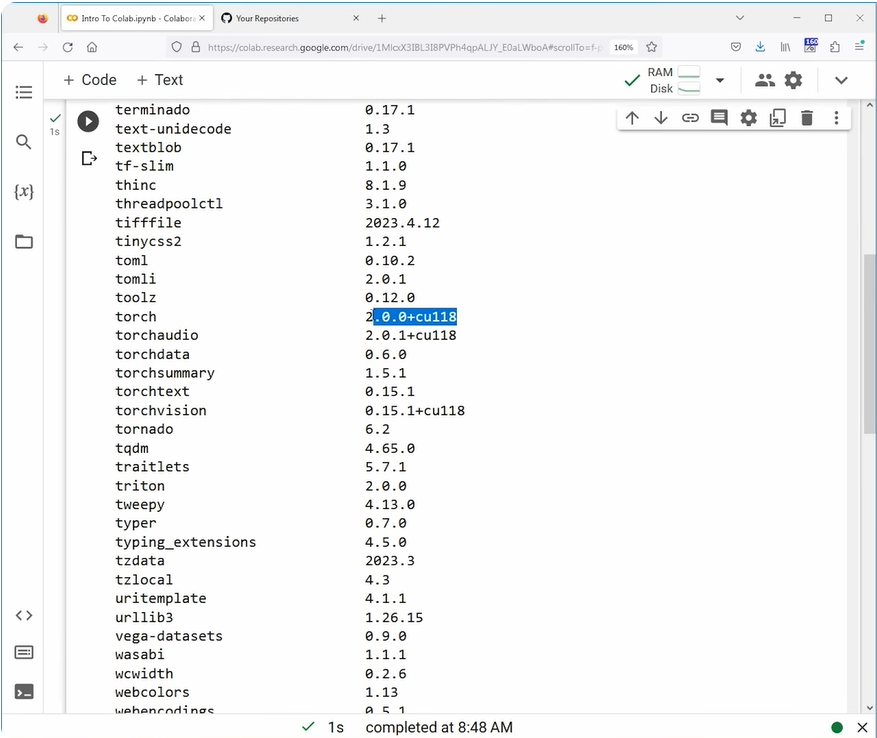 Intro To Colab.ipynb - Colabora
Your Repositories
https://colab.research.google.com/drive/1MlcxX3IBL3I8PVPh4qpALJY_E0aLWboA#scrollTo=f-p
160%
160
+ Code + Text
RAM
Disk
1s
{x}
terminado 0.17.1
text-unidecode 1.3
textblob 0.17.1
tf-slim 1.1.0
thinc 8.1.9
threadpoolctl 3.1.0
tifffile 2023.4.12
tinycss2 1.2.1
toml 0.10.2
tomli 2.0.1
toolz 0.12.0
torch 2.0.0+cu118
torchaudio 2.0.1+cu118
torchdata 0.6.0
torchsummary 1.5.1
torchtext 0.15.1
torchvision 0.15.1+cu118
tornado 6.2
tqdm 4.65.0
traitlets 5.7.1
triton 2.0.0
tweepy 4.13.0
typer 0.7.0
typing_extensions 4.5.0
tzdata 2023.3
tzlocal 4.3
uritemplate 4.1.1
urllib3 1.26.15
vega-datasets 0.9.0
wasabi 1.1.1
wcwidth 0.2.6
webcolors 1.13
webencodings 0.5.1
1s completed at 8:48 AM